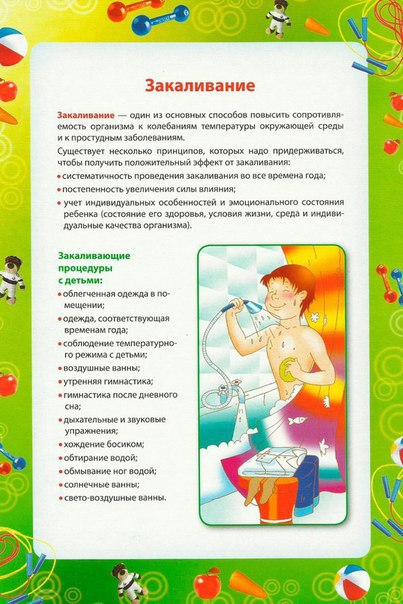 Закаливание
Закаливание — один из основных способов повысить сопротивля-
емость организма к колебаниям температуры окружающей среды
и к простудным заболеваниям.
Существует несколько принципов, которых надо придерживаться,
чтобы получить положительный эффект от закаливания:
• систематичность проведения закаливания во все времена года;
• постепенность увеличения силы влияния;
• учет индивидуальных особенностей и эмоционального состояния
ребенка (состояние его здоровья, условия жизни, среда и индиви-
дуальные качества организма).
Закаливающие
процедуры
с детьми:
• облегченная одежда в по-
мещении;
• одежда, соответствующая
временам года;
• соблюдение температурно-
го режима с детьми;
• воздушные ванны;
• утренняя гимнастика;
• гимнастика после дневного
сна;
• дыхательные и звуковые
упражнения;
• хождение босиком;
• обтирание водой;
• обмывание ног водой;
• солнечные ванны;
• свето-воздушные ванны.